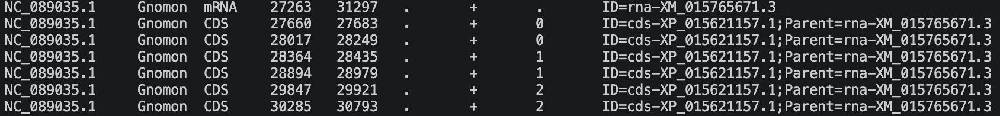 NC_089035.1 Gnomon mRNA 27263 31297 . + . ID=rna-XM_015765671.3
NC_089035.1 Gnomon CDS 27660 27683 . + 0 ID=cds-XP_015621157.1;Parent=rna-XM_015765671.3
NC_089035.1 Gnomon CDS 28017 28249 . + 0 ID=cds-XP_015621157.1;Parent=rna-XM_015765671.3
NC_089035.1 Gnomon CDS 28364 28435 . + 1 ID=cds-XP_015621157.1;Parent=rna-XM_015765671.3
NC_089035.1 Gnomon CDS 28894 28979 . + 1 ID=cds-XP_015621157.1;Parent=rna-XM_015765671.3
NC_089035.1 Gnomon CDS 29847 29921 . + 2 ID=cds-XP_015621157.1;Parent=rna-XM_015765671.3
NC_089035.1 Gnomon CDS 30285 30793 . + 2 ID=cds-XP_015621157.1;Parent=rna-XM_015765671.3